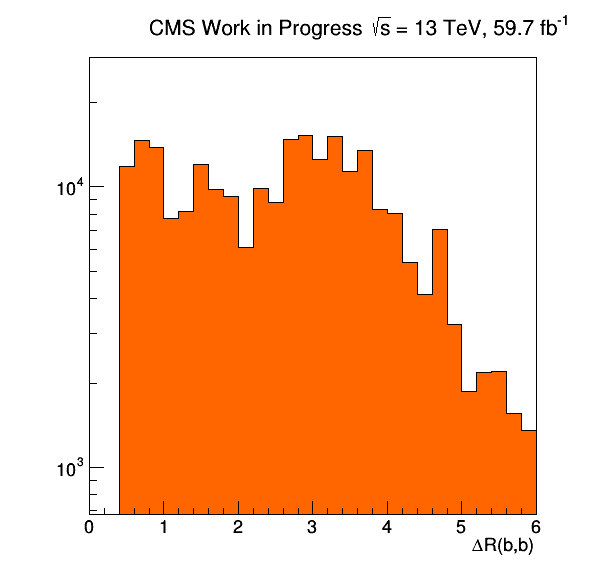 CMS Work in Progress √s = 13 TeV, 59.7 fb⁻¹
10⁴
10³
0 1 2 3 4 5 6
ΔR(b,b)